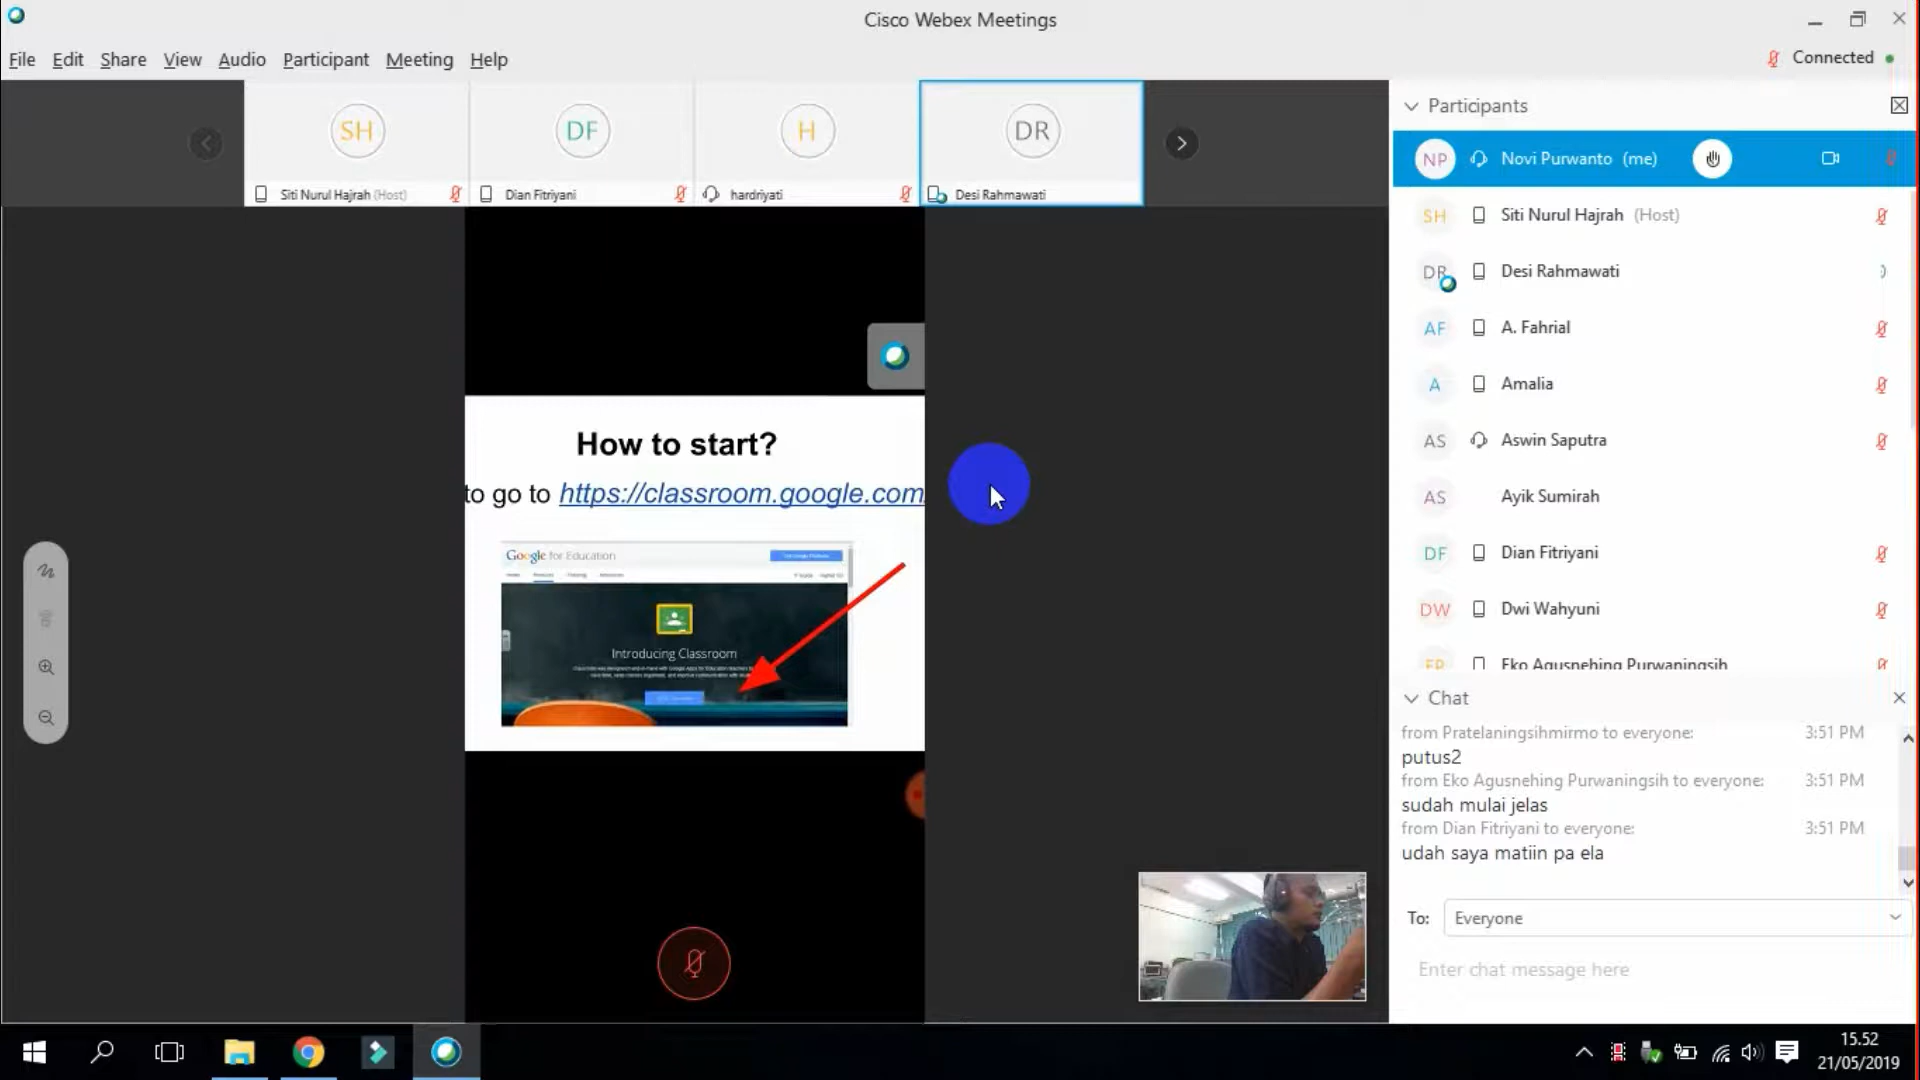 Cisco Webex Meetings
File Edit Share View Audio Participant Meeting Help
Connected
SH
DF
H
DR
Siti Nurul Hajrah (Host)
Dian Fitriyani
hardriyati
Desi Rahmawati
How to start?
to go to https://classroom.google.com
Google for Education
Introducing Classroom
Participants
NP Novi Purwanto (me)
SH Siti Nurul Hajrah (Host)
DR Desi Rahmawati
AF A. Fahrial
A Amalia
AS Aswin Saputra
AS Ayik Sumirah
DF Dian Fitriyani
DW Dwi Wahyuni
EP Eko Agusnehing Purwaningsih
Chat
from Pratelaningsihmirmo to everyone: 3:51 PM
putus2
from Eko Agusnehing Purwaningsih to everyone: 3:51 PM
sudah mulai jelas
from Dian Fitriyani to everyone: 3:51 PM
udah saya matiin pa ela
To: Everyone
Enter chat message here
15.52
21/05/2019